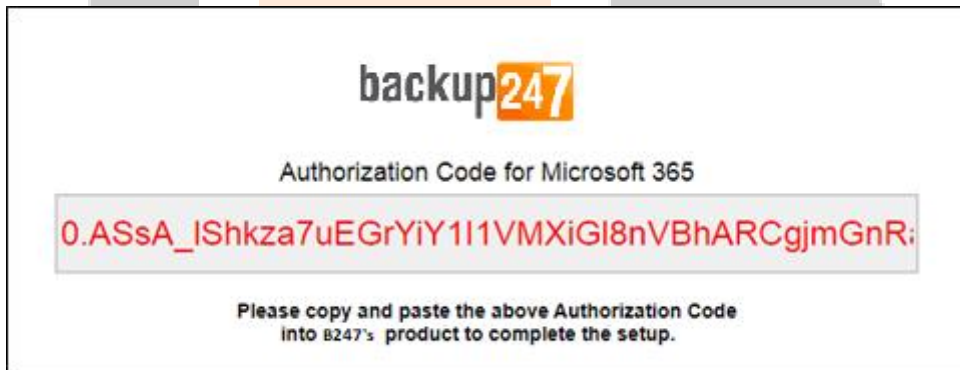 backup247
Authorization Code for Microsoft 365
0.ASsA_IShkza7uEGrYiY1I1VMXiGI8nVBhARCgjmGnR
Please copy and paste the above Authorization Code
into B247's product to complete the setup.